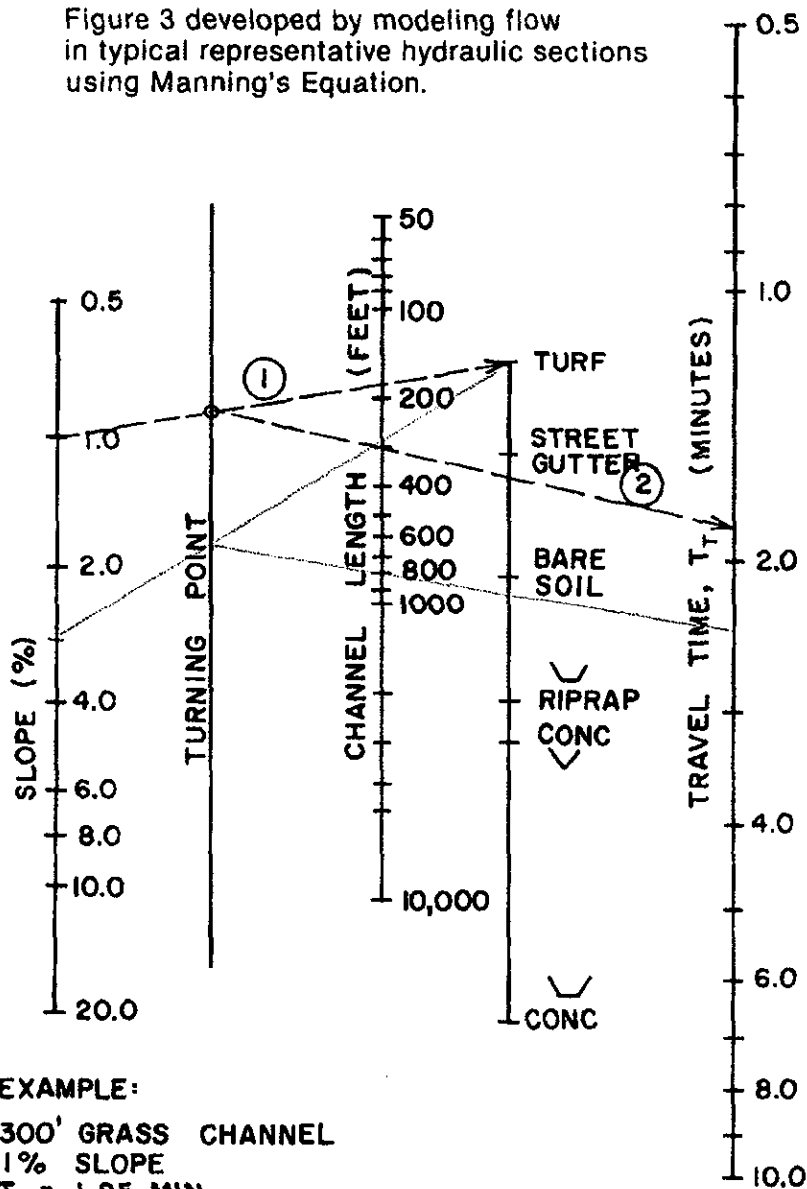 Figure 3 developed by modeling flow
in typical representative hydraulic sections
using Manning's Equation.
SLOPE (%)
0.5
1.0
2.0
4.0
6.0
8.0
10.0
20.0
TURNING POINT
1
CHANNEL LENGTH (FEET)
50
100
200
400
600
800
1000
10,000
TURF
STREET
GUTTER
2
BARE
SOIL
RIPRAP
CONC
CONC
TRAVEL TIME, TT (MINUTES)
0.5
1.0
2.0
4.0
6.0
8.0
10.0
EXAMPLE:
300' GRASS CHANNEL
1% SLOPE